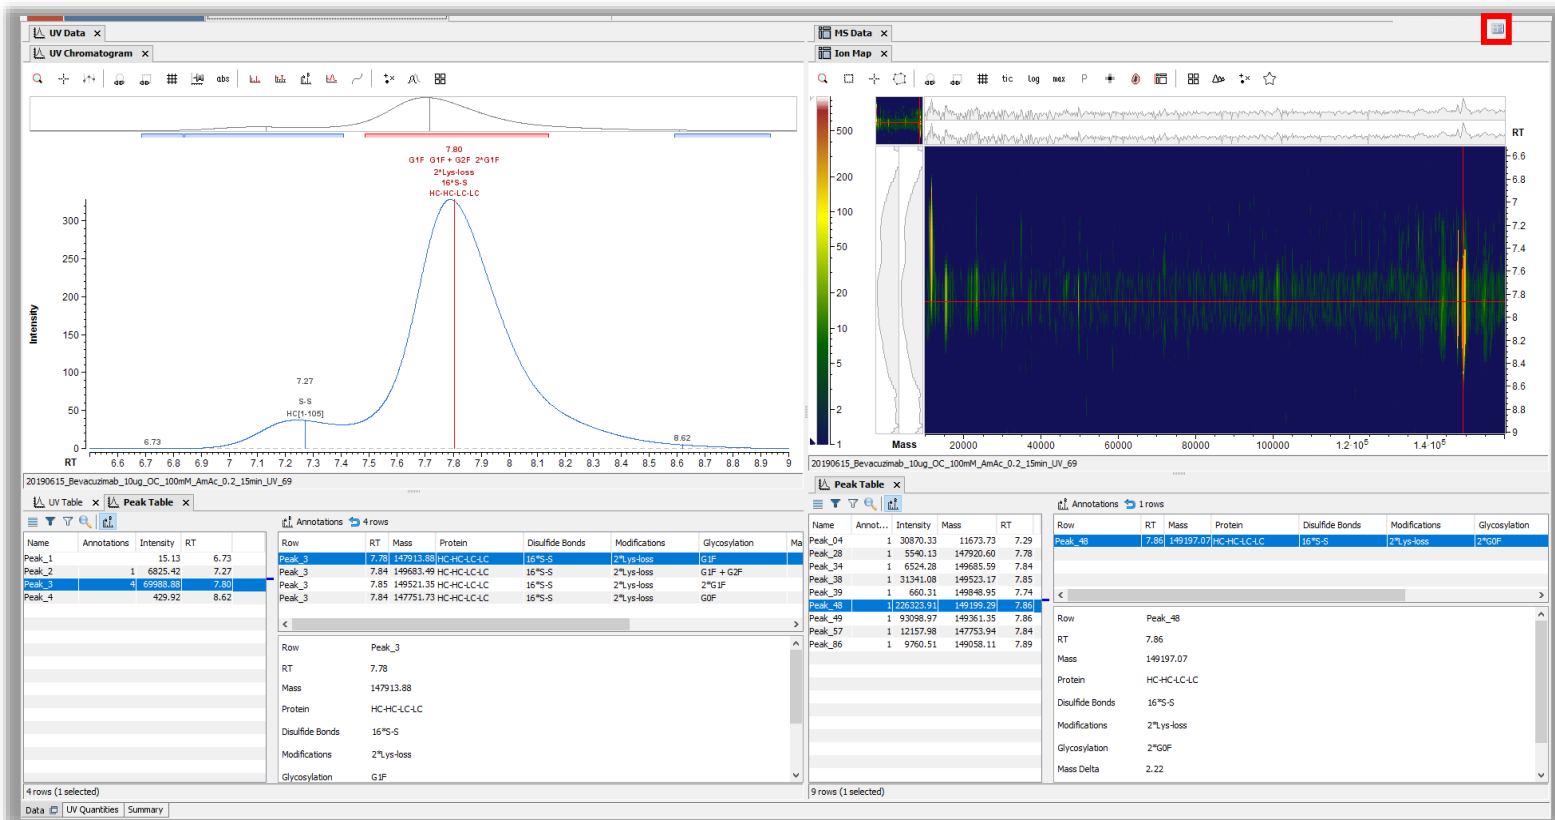 UV Data x
UV Chromatogram x
abs
7.80
G1F G1F + G2F 2*G1F
2*Lys-loss
16*S-S
HC-HC-LC-LC
300
250
200
150
100
50
0
Intensity
7.27
S-S
HC[1-105]
6.73
8.62
RT 6.6 6.7 6.8 6.9 7 7.1 7.2 7.3 7.4 7.5 7.6 7.7 7.8 7.9 8 8.1 8.2 8.3 8.4 8.5 8.6 8.7 8.8 8.9 9
20190615_Bevacuzimab_10ug_OC_100mM_AmAc_0.2_15min_UV_69
UV Table x Peak Table x
Name Annotations Intensity RT
Peak_1 15.13 6.73
Peak_2 1 6825.42 7.27
Peak_3 4 69988.88 7.80
Peak_4 429.92 8.62
Annotations 4 rows
Row RT Mass Protein Disulfide Bonds Modifications Glycosylation Ma
Peak_3 7.78 147913.88 HC-HC-LC-LC 16*S-S 2*Lys-loss G1F
Peak_3 7.84 149683.49 HC-HC-LC-LC 16*S-S 2*Lys-loss G1F + G2F
Peak_3 7.85 149521.35 HC-HC-LC-LC 16*S-S 2*Lys-loss 2*G1F
Peak_3 7.84 147751.73 HC-HC-LC-LC 16*S-S 2*Lys-loss G0F
Row Peak_3
RT 7.78
Mass 147913.88
Protein HC-HC-LC-LC
Disulfide Bonds 16*S-S
Modifications 2*Lys-loss
Glycosylation G1F
4 rows (1 selected)
Data UV Quantities Summary
MS Data x
Ion Map x
tic log max P
500
200
100
50
20
10
5
2
1
RT
6.6
6.8
7
7.2
7.4
7.6
7.8
8
8.2
8.4
8.6
8.8
9
Mass 20000 40000 60000 80000 100000 1.2·10⁵ 1.4·10⁵
20190615_Bevacuzimab_10ug_OC_100mM_AmAc_0.2_15min_UV_69
Peak Table x
Name Annot... Intensity Mass RT
Peak_04 1 30870.33 11673.73 7.29
Peak_28 1 5540.13 147920.60 7.78
Peak_34 1 6524.28 149685.59 7.84
Peak_38 1 31341.08 149523.17 7.85
Peak_39 1 660.31 149848.95 7.74
Peak_48 1 226323.91 149199.29 7.86
Peak_49 1 93098.97 149361.35 7.86
Peak_57 1 12157.98 147753.94 7.84
Peak_86 1 9760.51 149058.11 7.89
Annotations 1 rows
Row RT Mass Protein Disulfide Bonds Modifications Glycosylation
Peak_48 7.86 149197.07 HC-HC-LC-LC 16*S-S 2*Lys-loss 2*G0F
Row Peak_48
RT 7.86
Mass 149197.07
Protein HC-HC-LC-LC
Disulfide Bonds 16*S-S
Modifications 2*Lys-loss
Glycosylation 2*G0F
Mass Delta 2.22
9 rows (1 selected)